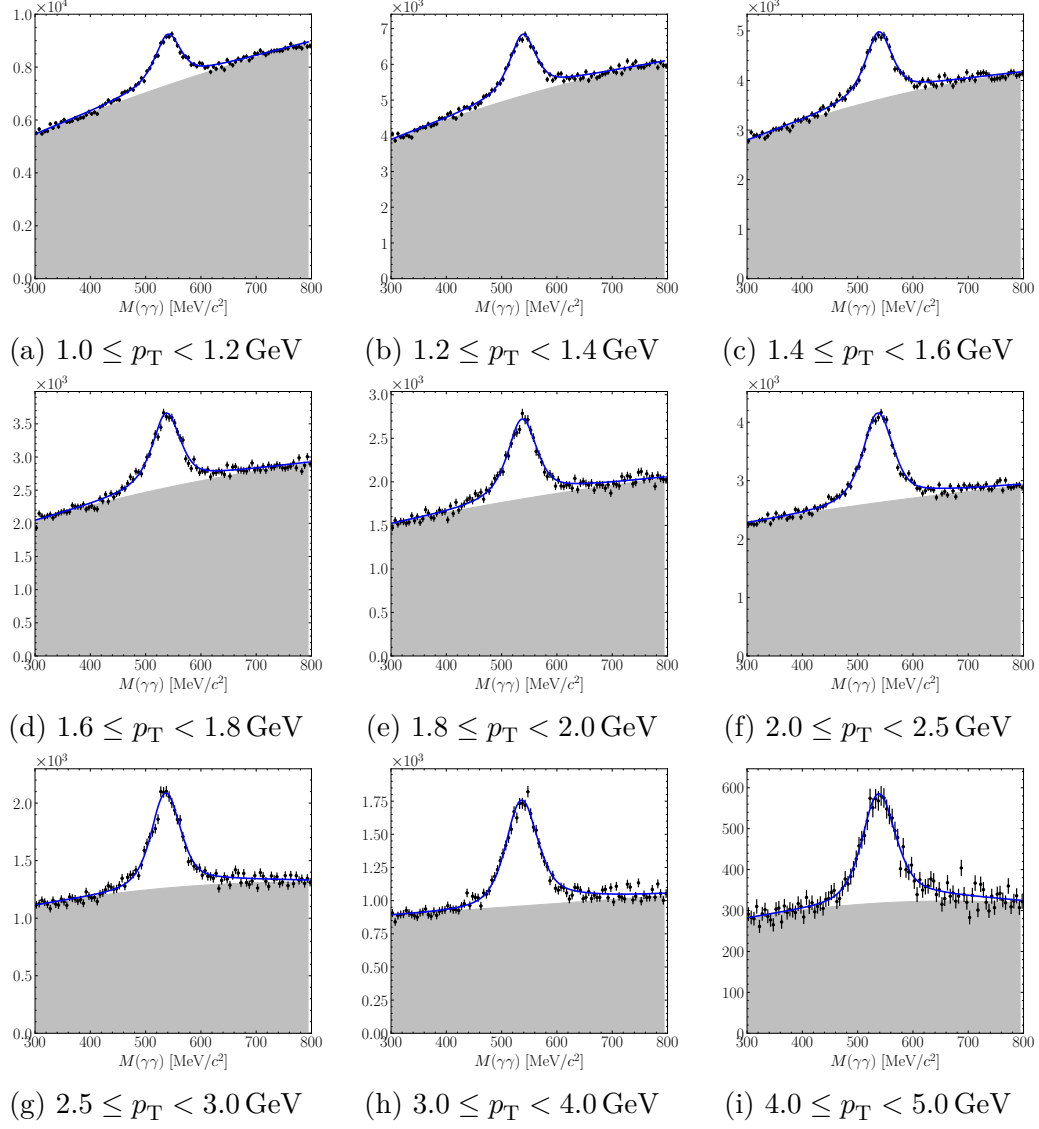 ×10⁴
1.0
0.8
0.6
0.4
0.2
0.0
300 400 500 600 700 800
M(γγ) [MeV/c²]
(a) 1.0 ≤ p_T < 1.2 GeV
×10³
7
6
5
4
3
2
1
0
300 400 500 600 700 800
M(γγ) [MeV/c²]
(b) 1.2 ≤ p_T < 1.4 GeV
×10³
5
4
3
2
1
0
300 400 500 600 700 800
M(γγ) [MeV/c²]
(c) 1.4 ≤ p_T < 1.6 GeV
×10³
3.5
3.0
2.5
2.0
1.5
1.0
0.5
0.0
300 400 500 600 700 800
M(γγ) [MeV/c²]
(d) 1.6 ≤ p_T < 1.8 GeV
×10³
3.0
2.5
2.0
1.5
1.0
0.5
0.0
300 400 500 600 700 800
M(γγ) [MeV/c²]
(e) 1.8 ≤ p_T < 2.0 GeV
×10³
4
3
2
1
0
300 400 500 600 700 800
M(γγ) [MeV/c²]
(f) 2.0 ≤ p_T < 2.5 GeV
×10³
2.0
1.5
1.0
0.5
0.0
300 400 500 600 700 800
M(γγ) [MeV/c²]
(g) 2.5 ≤ p_T < 3.0 GeV
×10³
1.75
1.50
1.25
1.00
0.75
0.50
0.25
0.00
300 400 500 600 700 800
M(γγ) [MeV/c²]
(h) 3.0 ≤ p_T < 4.0 GeV
600
500
400
300
200
100
0
300 400 500 600 700 800
M(γγ) [MeV/c²]
(i) 4.0 ≤ p_T < 5.0 GeV